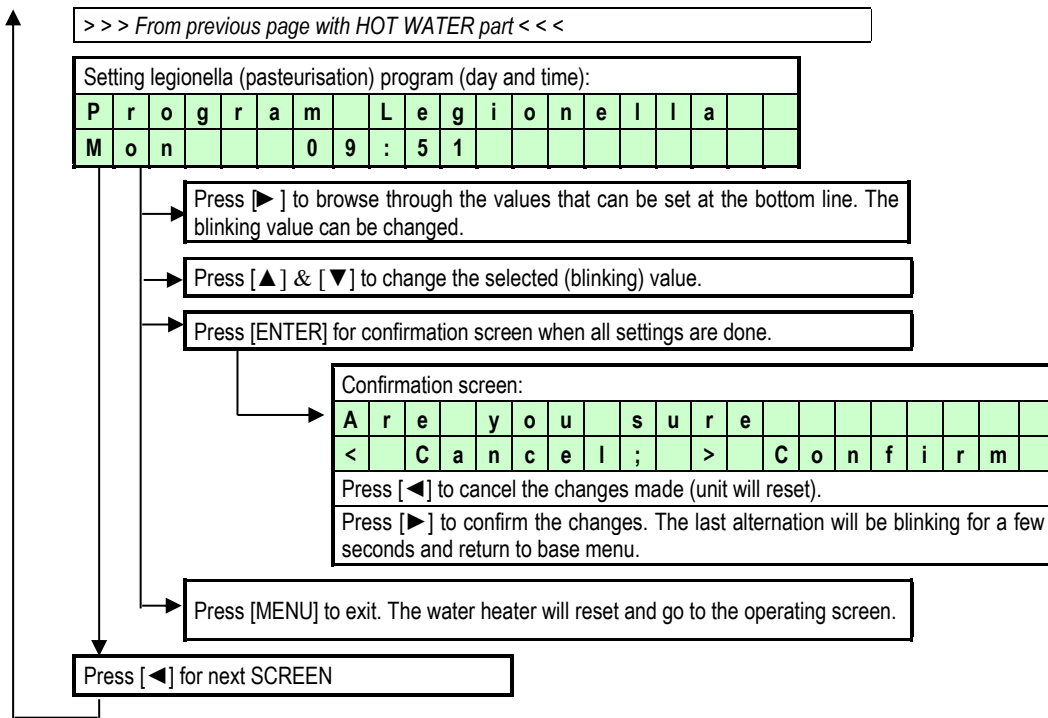 > > > From previous page with HOT WATER part < < <
Setting legionella (pasteurisation) program (day and time):
Program Legionella
Mon  09:51
Press [► ] to browse through the values that can be set at the bottom line. The
blinking value can be changed.
Press [▲] & [▼] to change the selected (blinking) value.
Press [ENTER] for confirmation screen when all settings are done.
Confirmation screen:
Are you sure
< Cancel; > Confirm
Press [◄] to cancel the changes made (unit will reset).
Press [►] to confirm the changes. The last alternation will be blinking for a few
seconds and return to base menu.
Press [MENU] to exit. The water heater will reset and go to the operating screen.
Press [◄] for next SCREEN